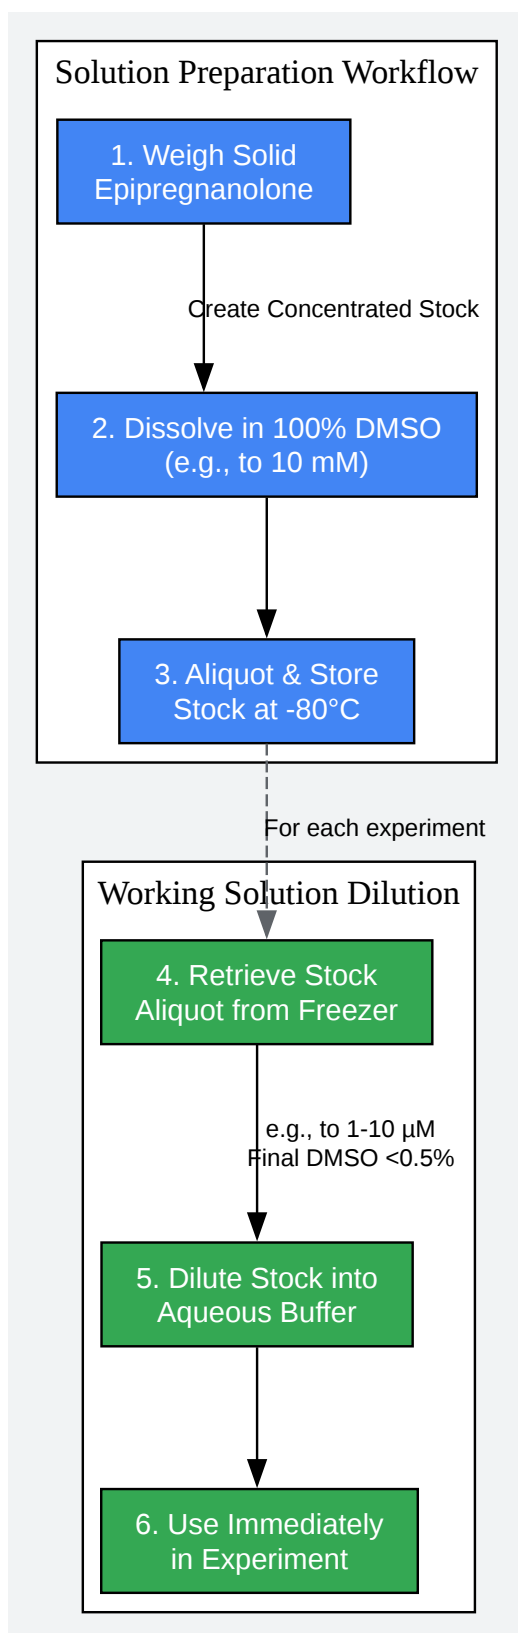 Solution Preparation Workflow
1. Weigh Solid
Epipregnanolone
Create Concentrated Stock
2. Dissolve in 100% DMSO
(e.g., to 10 mM)
3. Aliquot & Store
Stock at -80°C
For each experiment
Working Solution Dilution
4. Retrieve Stock
Aliquot from Freezer
e.g., to 1-10 µM
Final DMSO <0.5%
5. Dilute Stock into
Aqueous Buffer
6. Use Immediately
in Experiment